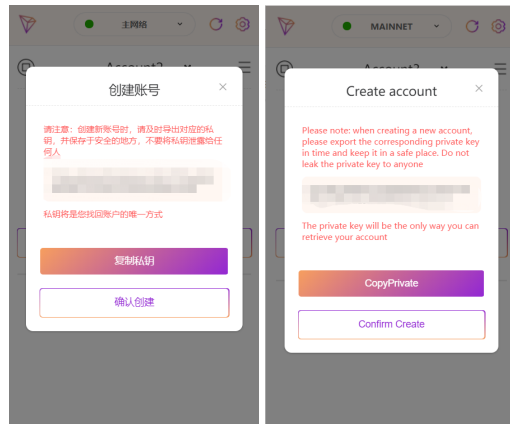 主网络
Account2
创建账号
请注意：创建新账号时，请及时导出对应的私
钥，并保存于安全的地方，不要将私钥泄露给任
何人
私钥将是您找回账户的唯一方式
复制私钥
确认创建
MAINNET
Account2
Create account
Please note: when creating a new account,
please export the corresponding private key
in time and keep it in a safe place. Do not
leak the private key to anyone
The private key will be the only way you can
retrieve your account
CopyPrivate
Confirm Create